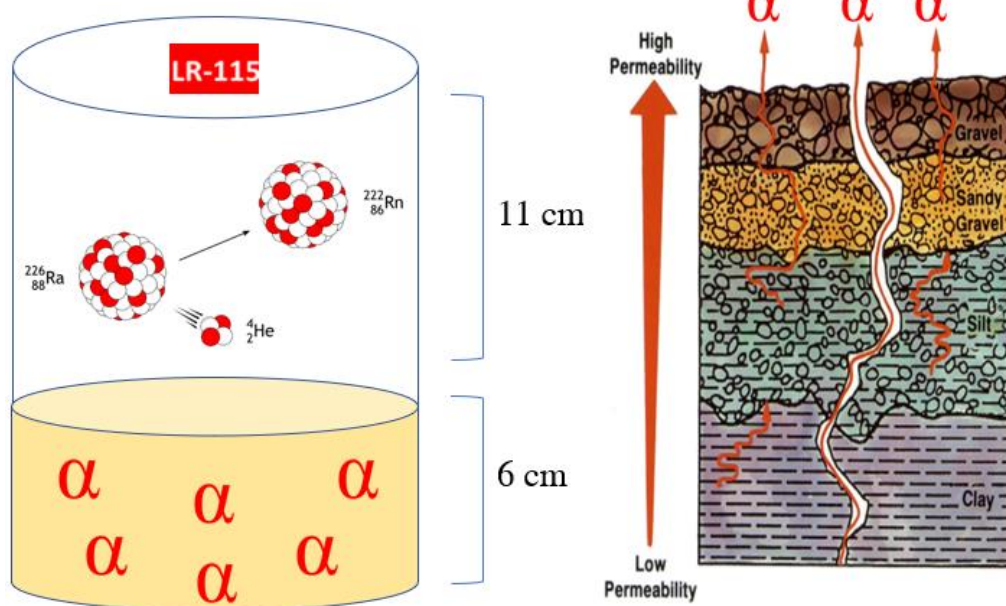 LR-115
222
86Rn
226
88Ra
4
2He
11 cm
α α α
α α α
6 cm
α α α
High
Permeability
Gravel
Sandy
Gravel
Silt
Clay
Low
Permeability